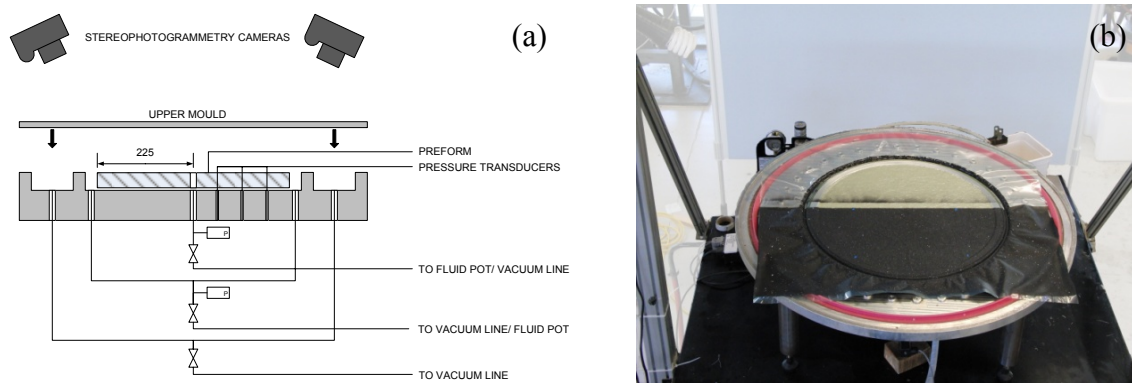 (a)
(b)
STEREOPHOTOGRAMMETRY CAMERAS
UPPER MOULD
225
PREFORM
PRESSURE TRANSDUCERS
P
TO FLUID POT/ VACUUM LINE
P
TO VACUUM LINE/ FLUID POT
TO VACUUM LINE